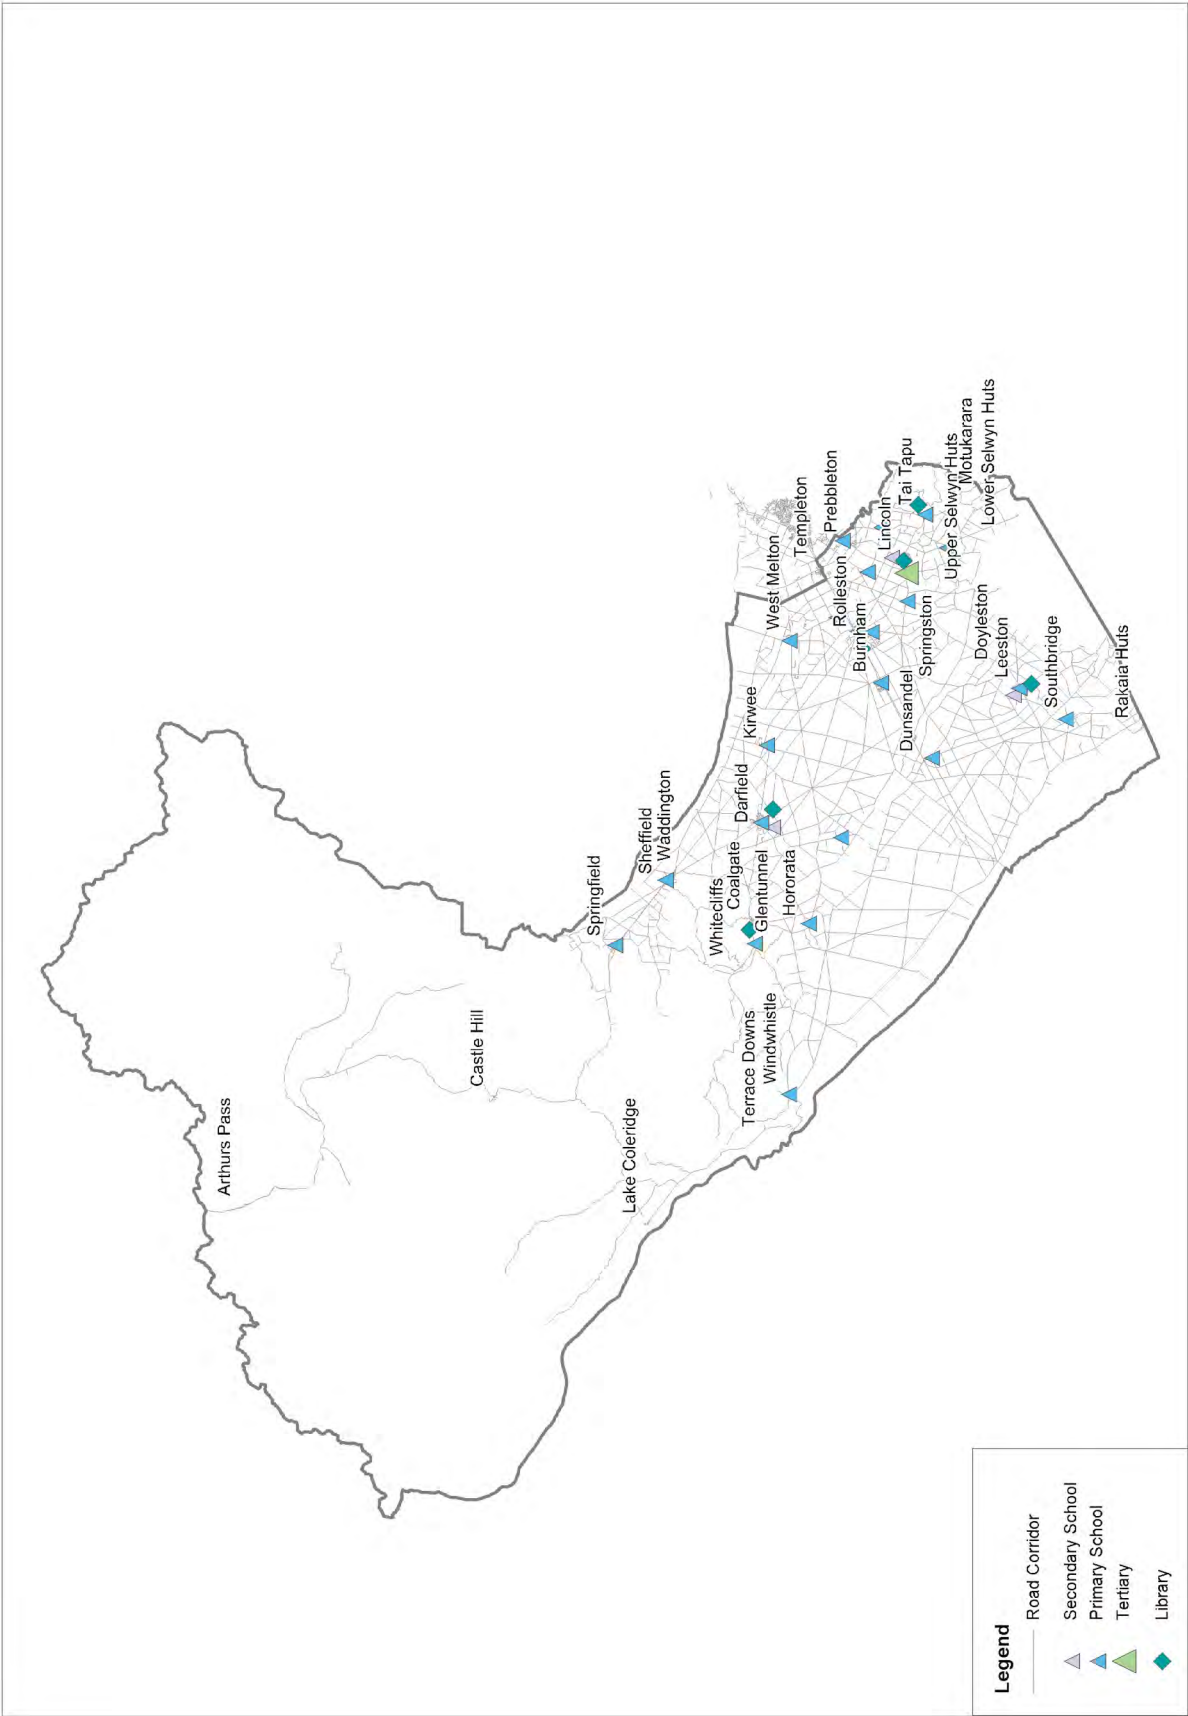 Arthurs Pass
Castle Hill
Lake Coleridge
Springfield
Sheffield
Waddington
Whitecliffs
Coalgate
Glentunnel
Hororata
Terrace Downs
Windwhistle
Darfield
Kirwee
West Melton
Templeton
Prebbleton
Rolleston
Burnham
Lincoln
Tai Tapu
Springston
Dunsandel
Upper Selwyn Huts
Motukarara
Lower Selwyn Huts
Doyleston
Leeston
Southbridge
Rakaia Huts
Legend
Road Corridor
Secondary School
Primary School
Tertiary
Library